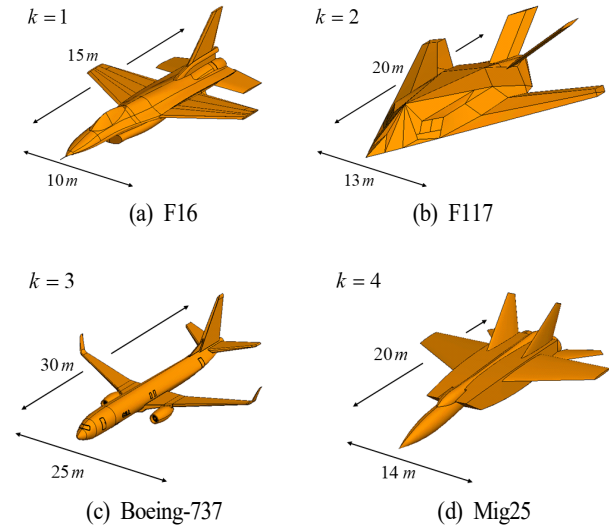 k = 1
15 m
10 m
(a) F16
k = 2
20 m
13 m
(b) F117
k = 3
30 m
25 m
(c) Boeing-737
k = 4
20 m
14 m
(d) Mig25